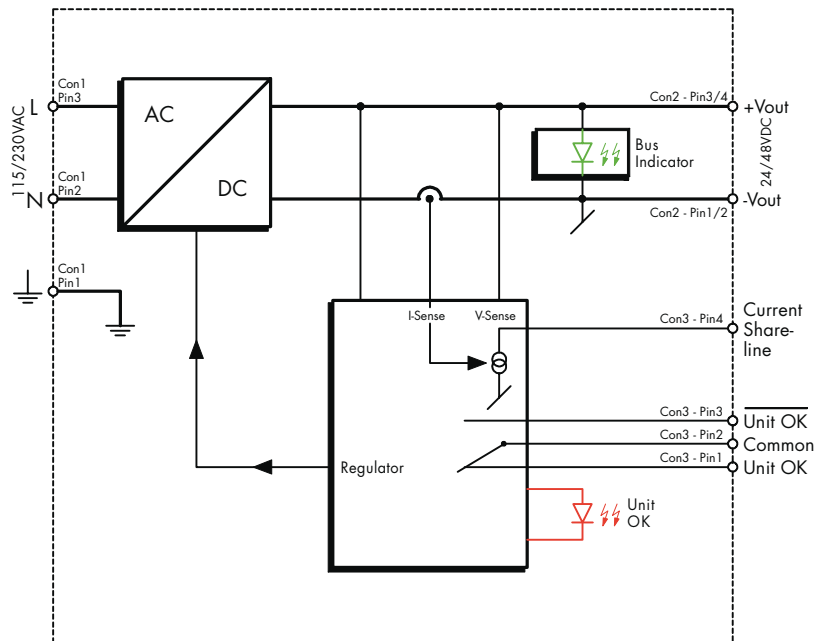 Con1
Pin3
L
AC
DC
Con2 - Pin3/4
+Vout
115/230VAC
24/48VDC
Bus
Indicator
Con1
Pin2
N
Con2 - Pin1/2
-Vout
Con1
Pin1
I-Sense
V-Sense
Con3 - Pin4
Current
Share-
line
Con3 - Pin3
Unit OK
Con3 - Pin2
Common
Con3 - Pin1
Unit OK
Regulator
Unit
OK